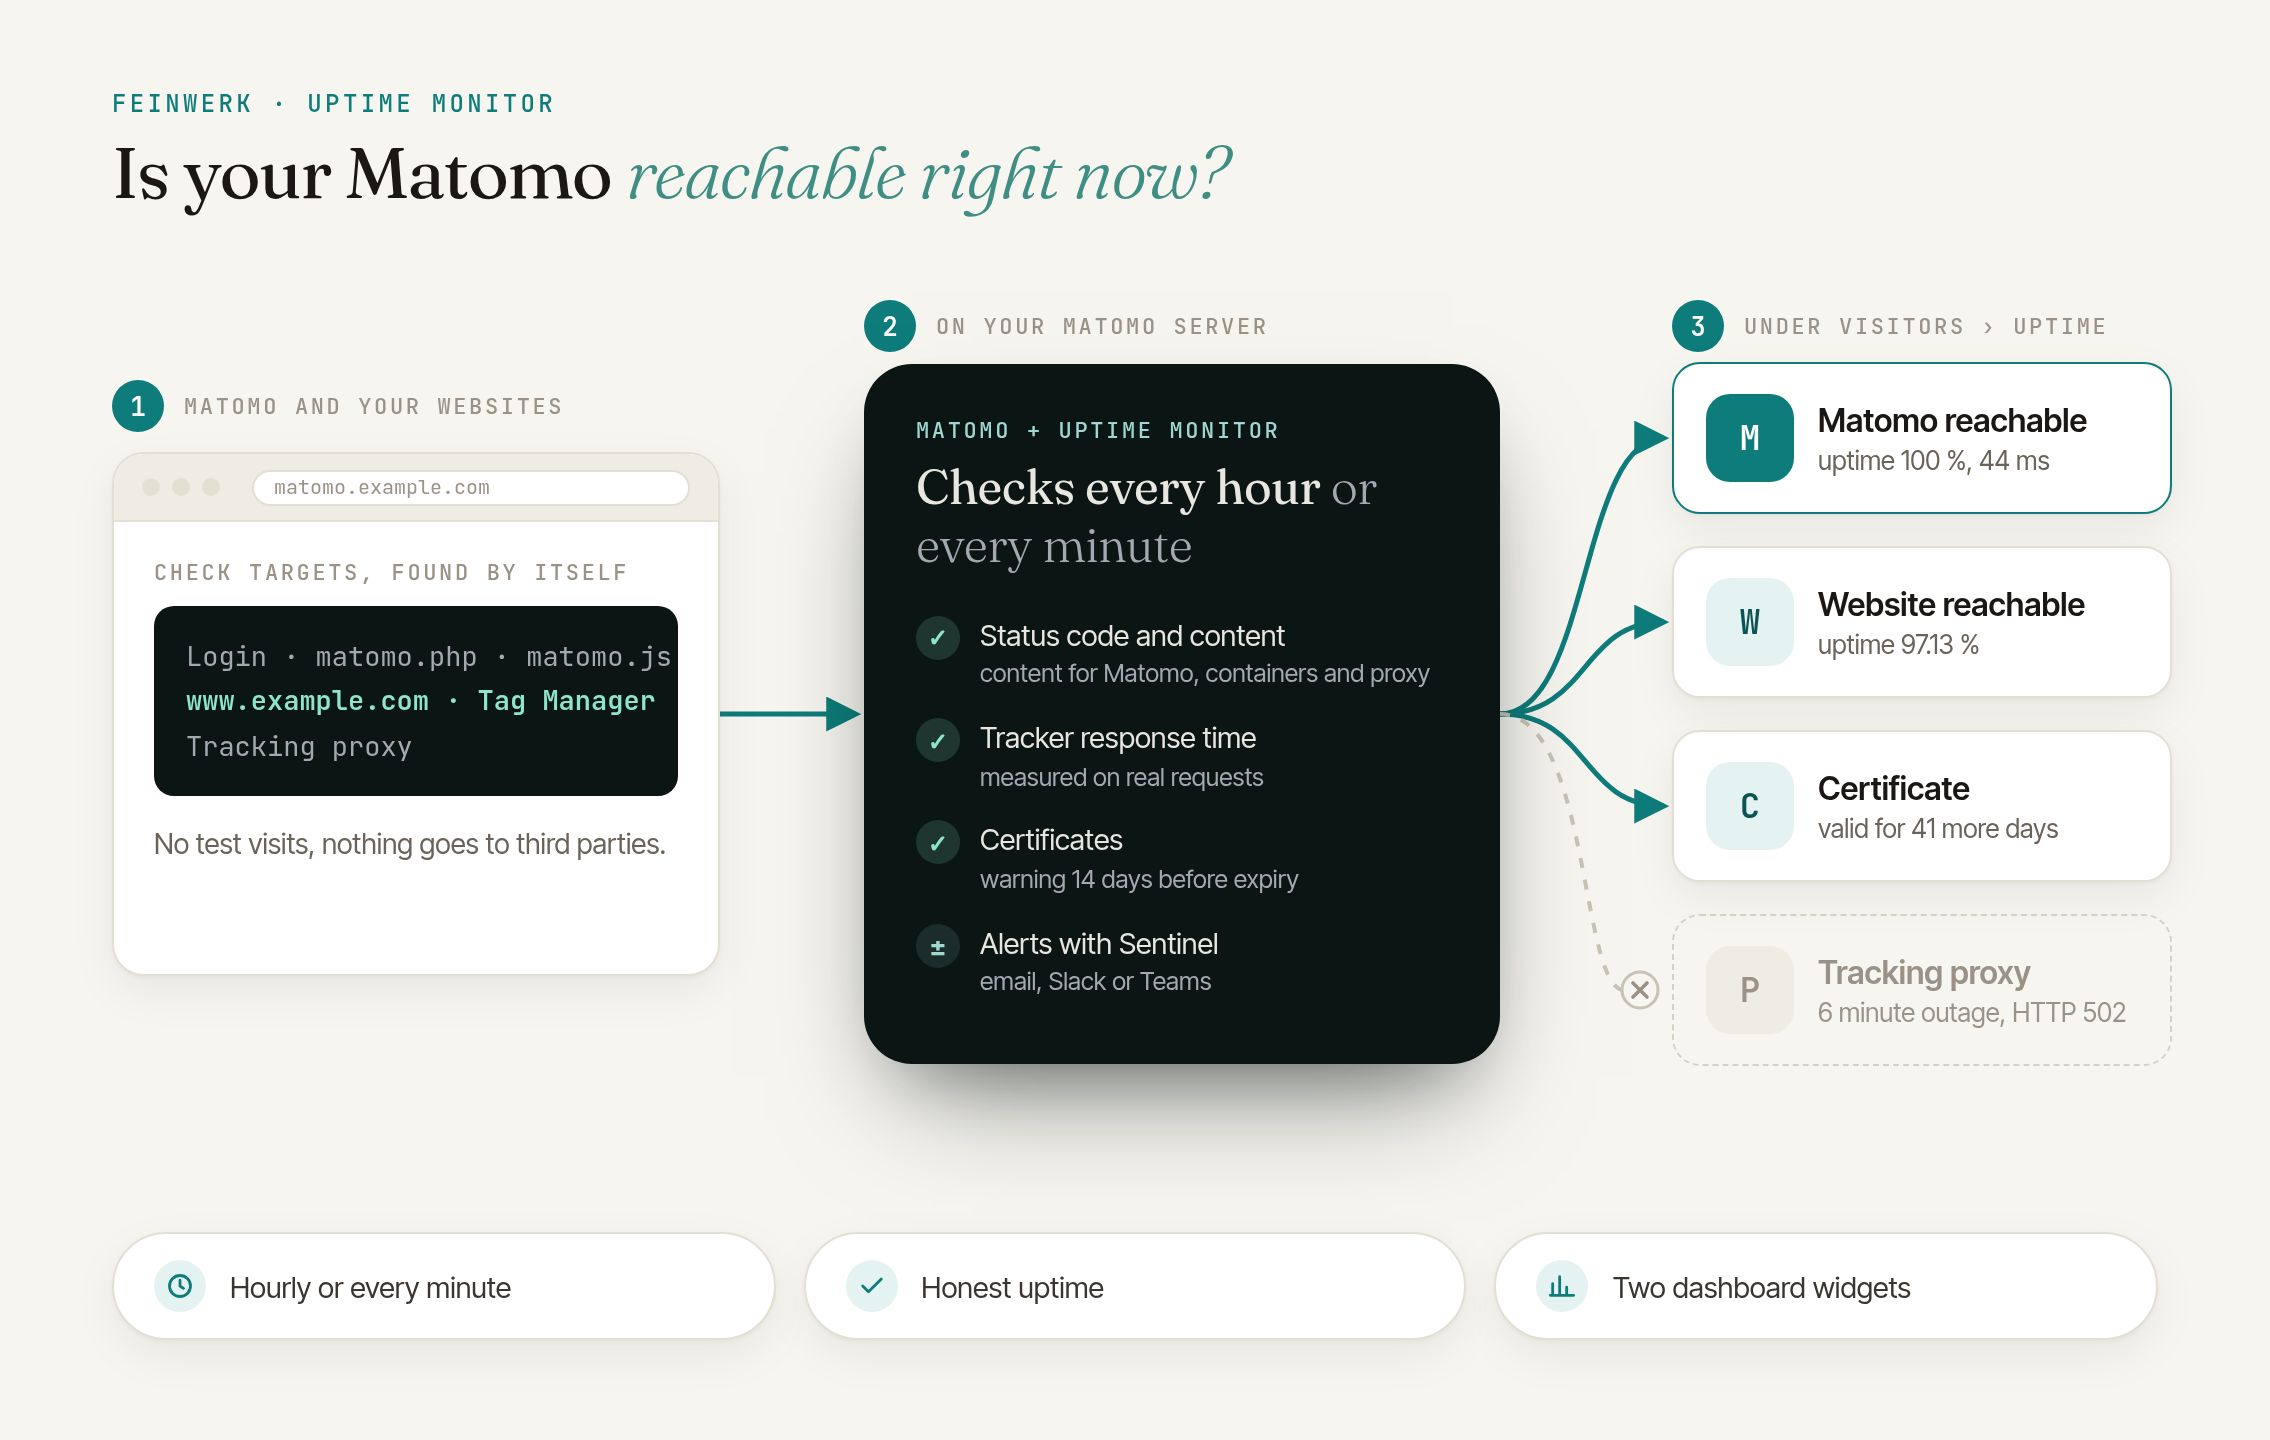 FEINWERK · UPTIME MONITOR
Is your Matomo reachable right now?
1 MATOMO AND YOUR WEBSITES
matomo.example.com
CHECK TARGETS, FOUND BY ITSELF
Login · matomo.php · matomo.js
www.example.com · Tag Manager
Tracking proxy
No test visits, nothing goes to third parties.
2 ON YOUR MATOMO SERVER
MATOMO + UPTIME MONITOR
Checks every hour or
every minute
✓ Status code and content
content for Matomo, containers and proxy
✓ Tracker response time
measured on real requests
✓ Certificates
warning 14 days before expiry
± Alerts with Sentinel
email, Slack or Teams
3 UNDER VISITORS › UPTIME
M
Matomo reachable
uptime 100 %, 44 ms
W
Website reachable
uptime 97.13 %
C
Certificate
valid for 41 more days
P
Tracking proxy
6 minute outage, HTTP 502
Hourly or every minute
Honest uptime
Two dashboard widgets